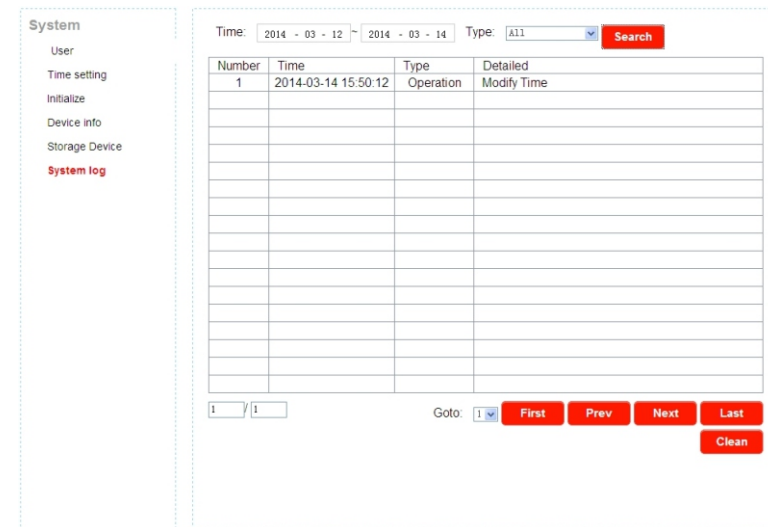 System
User
Time setting
Initialize
Device info
Storage Device
System log
Time: 2014 - 03 - 12 ~ 2014 - 03 - 14 Type: All Search
Number Time Type Detailed
1 2014-03-14 15:50:12 Operation Modify Time
1 / 1 Goto: 1 First Prev Next Last
Clean